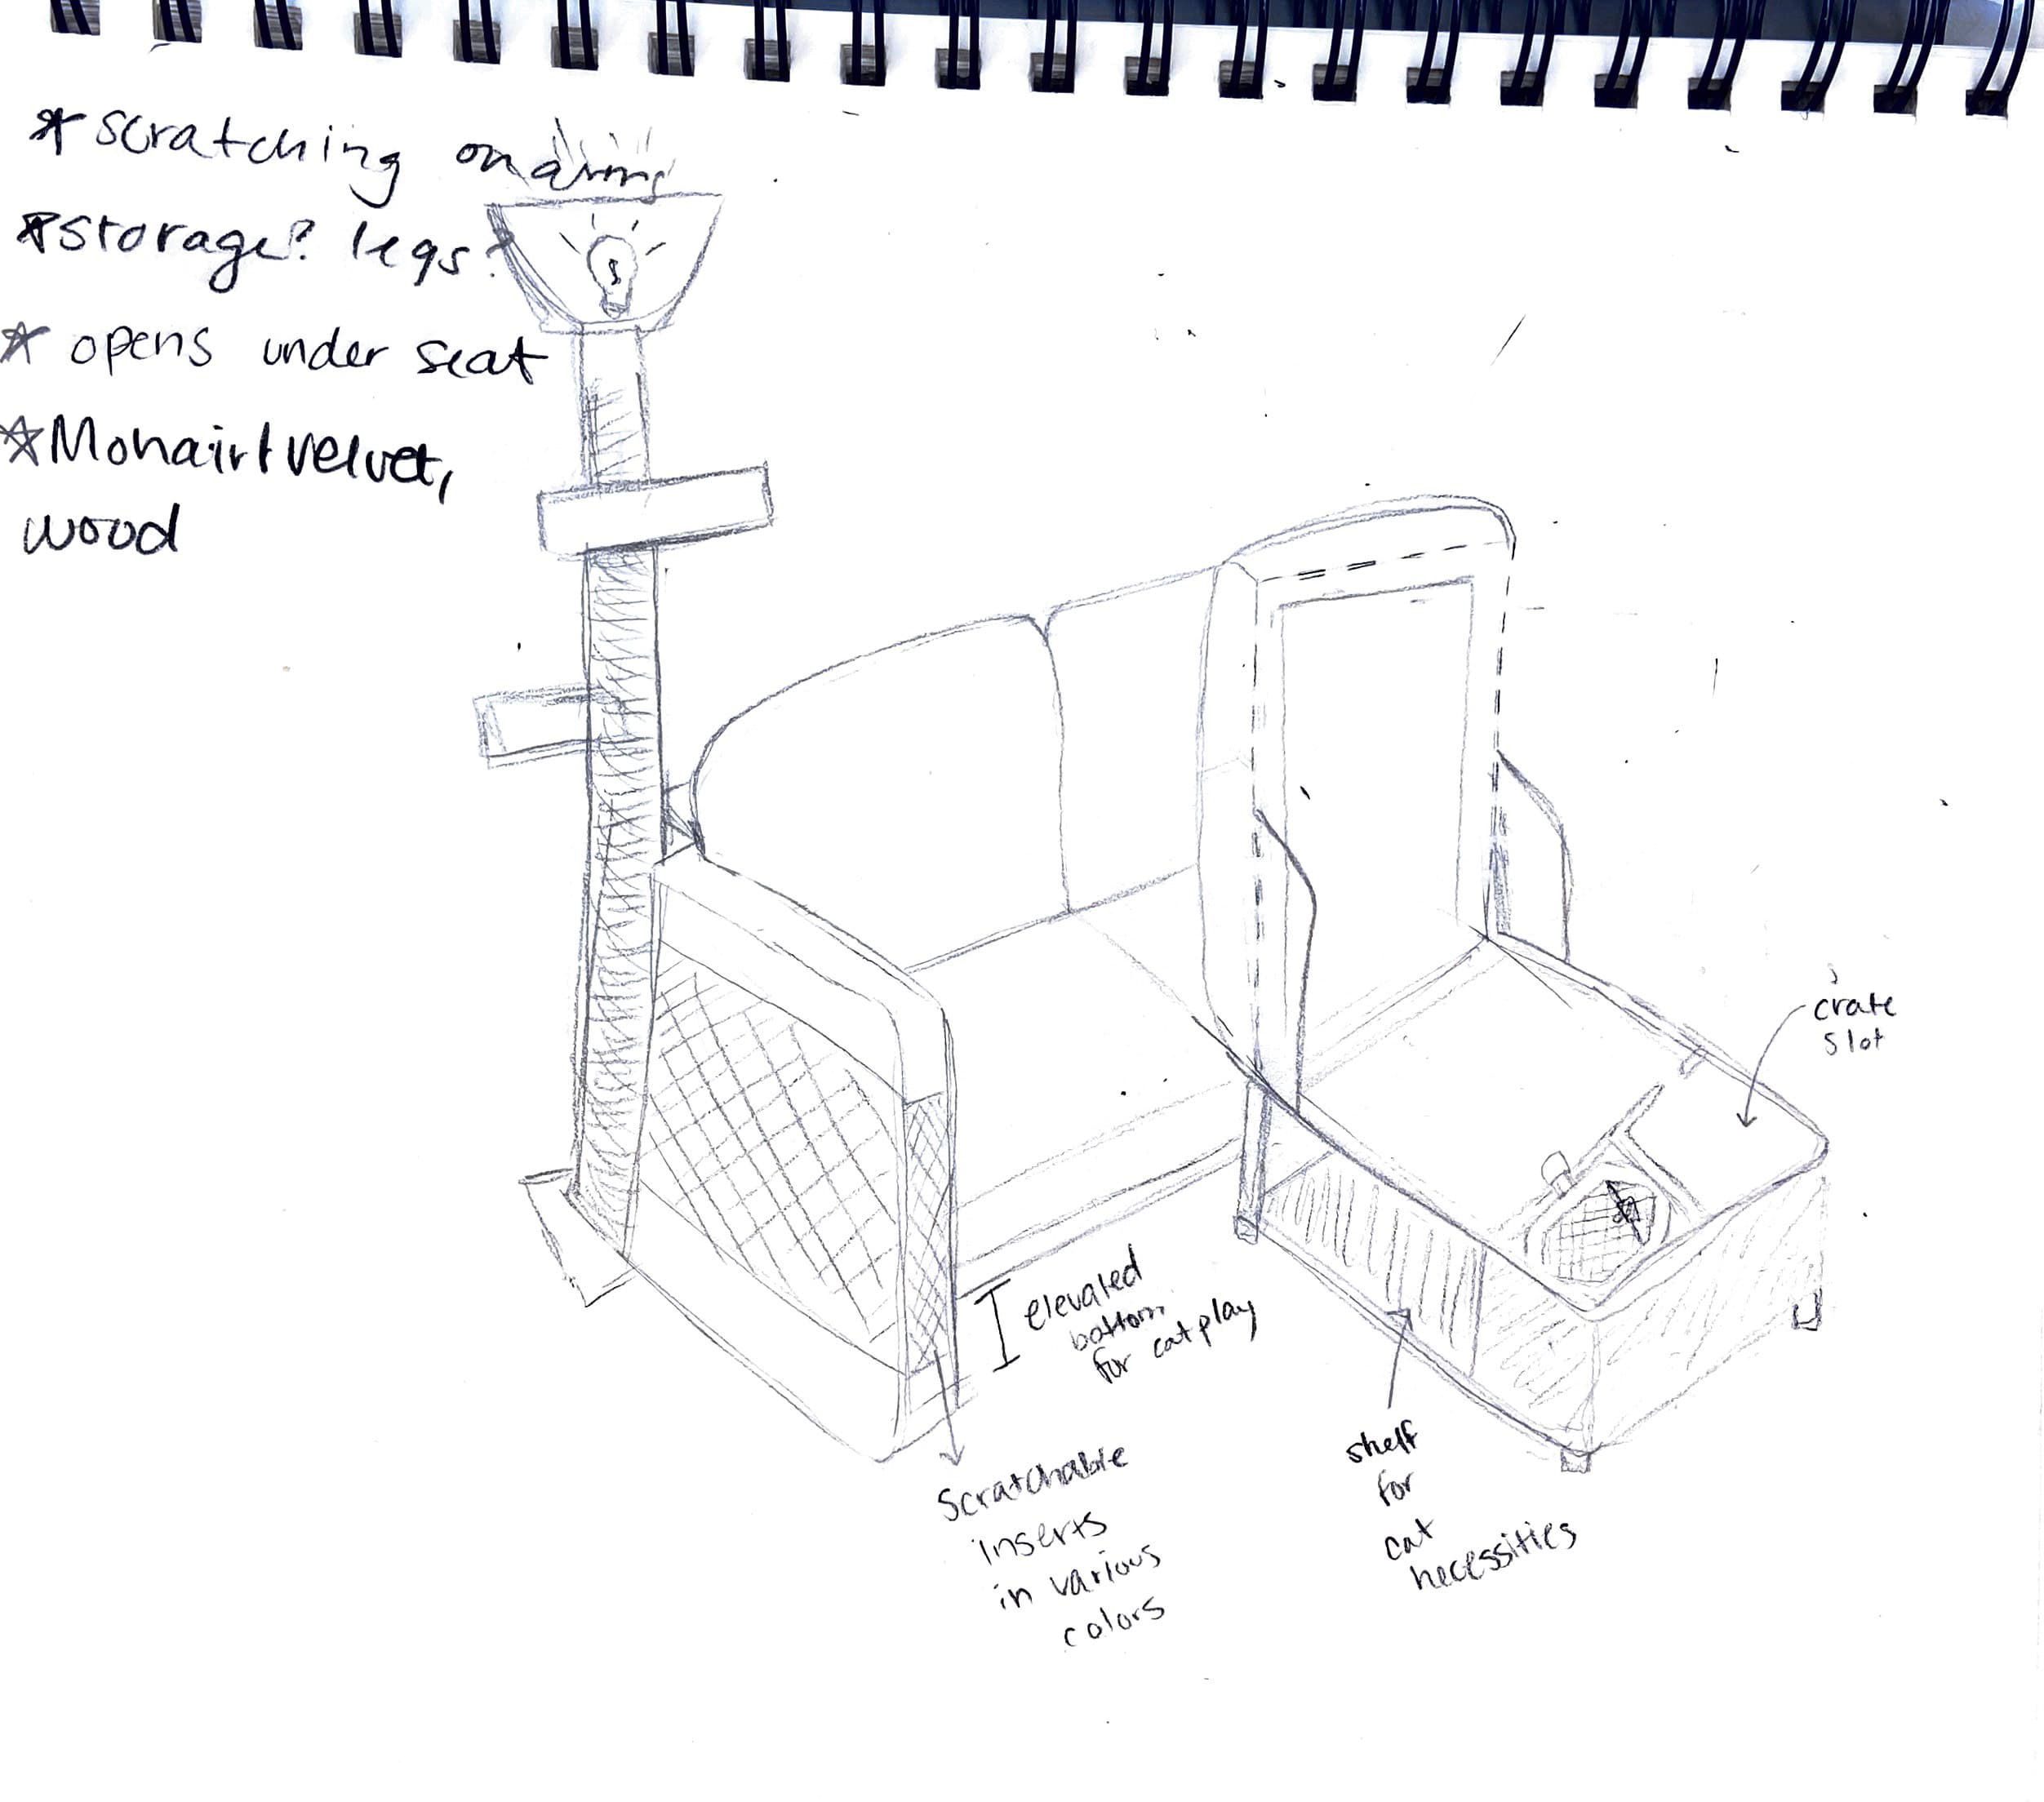 * scratching on arms
* storage? legs?
* opens under seat
* Mohair/velvet,
wood
crate
slot
elevated
bottom
for cat play
Scratchable
inserts
in various
colors
shelf
for
cat
necessities